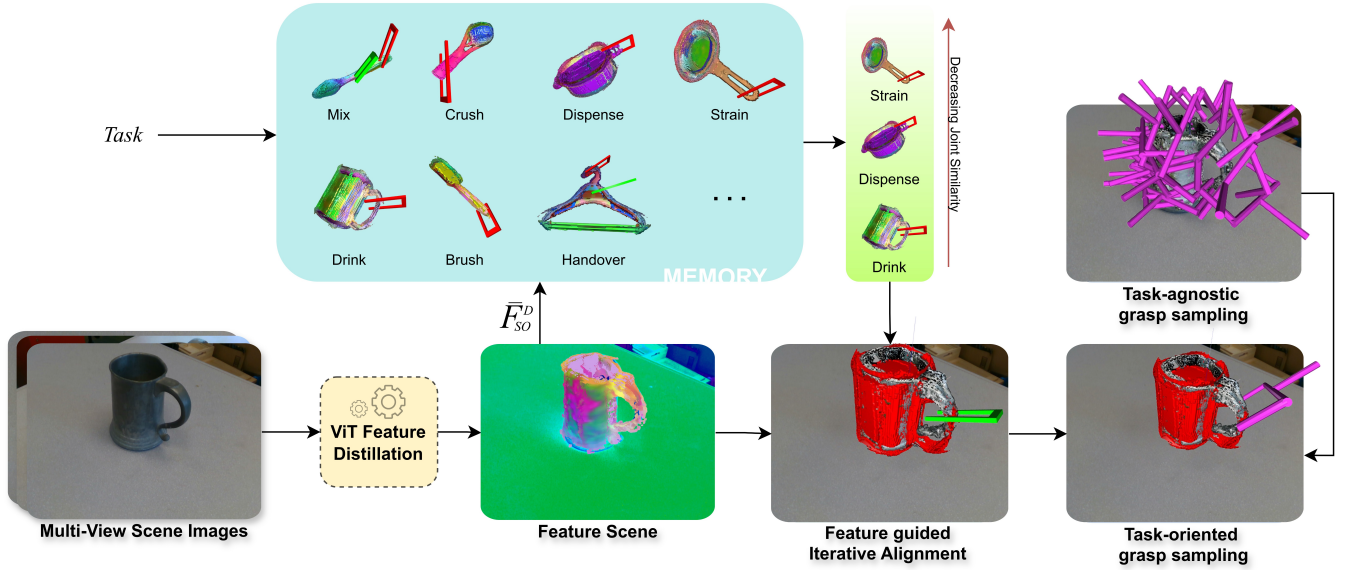 Task
Mix
Crush
Dispense
Strain
Drink
Brush
Handover
. . .
MEMORY
Strain
Dispense
Drink
Decreasing Joint Similarity
Task-agnostic
grasp sampling
F̅ᴰSO
Multi-View Scene Images
ViT Feature
Distillation
Feature Scene
Feature guided
Iterative Alignment
Task-oriented
grasp sampling